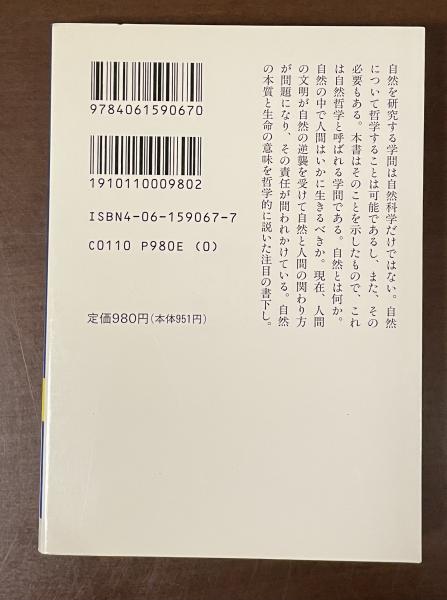 自然を研究する学問は自然科学だけではない。自然
について哲学することは可能であるし、また、その
必要もある。本書はそのことを示したもので、これ
は自然哲学と呼ばれる学問である。自然とは何か。
自然の中で人間はいかに生きるべきか。現在、人間
の文明が自然の逆襲を受けて自然と人間の関わり方
が問題になり、その責任が問われかけている。自然
の本質と生命の意味を哲学的に説いた注目の書下し。
9784061590670
1910110009802
ISBN4-06-159067-7
C0110 P980E (0)
定価980円(本体951円)